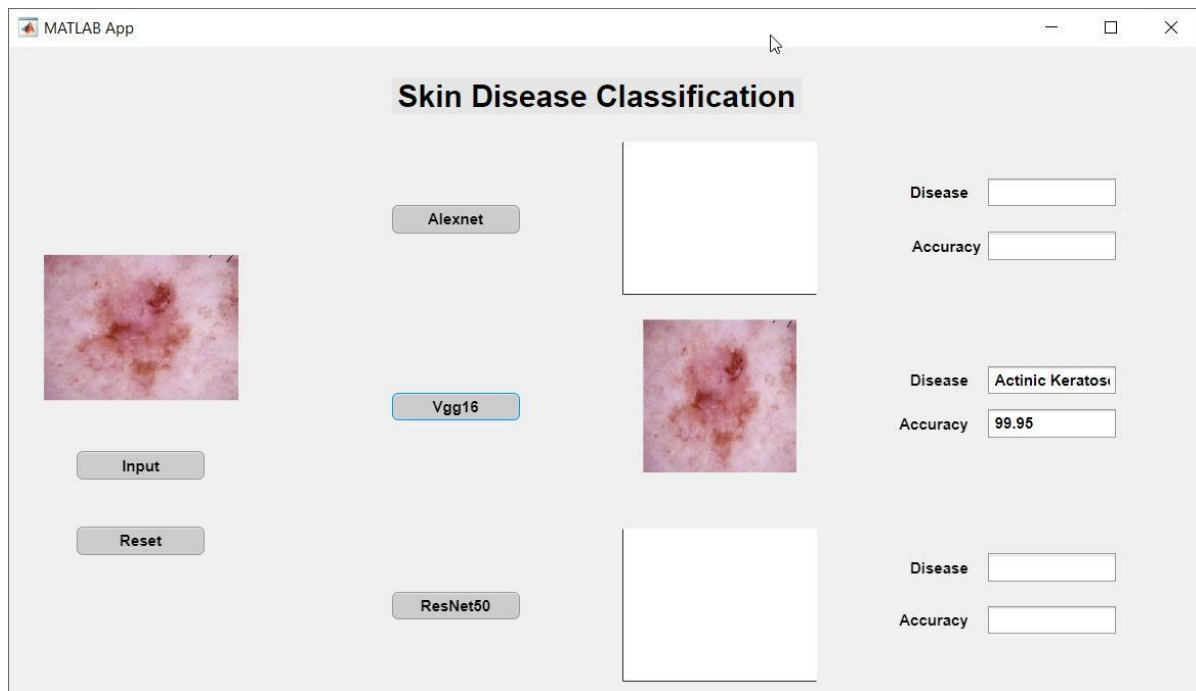 MATLAB App
Skin Disease Classification
Alexnet
Disease
Accuracy
Vgg16
Disease Actinic Keratos
Accuracy 99.95
Input
Reset
ResNet50
Disease
Accuracy